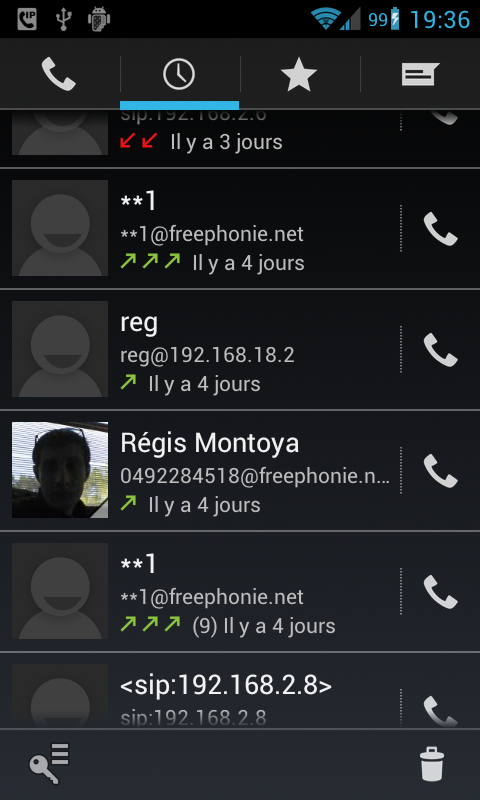 99 19:36
sip:192.168.2.6
Il y a 3 jours
**1
**1@freephonie.net
Il y a 4 jours
reg
reg@192.168.18.2
Il y a 4 jours
Régis Montoya
0492284518@freephonie.n...
Il y a 4 jours
**1
**1@freephonie.net
(9) Il y a 4 jours
<sip:192.168.2.8>
sip:192.168.2.8